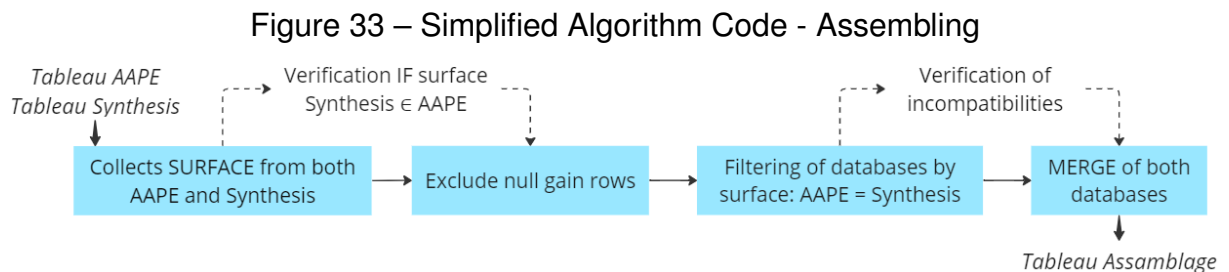 Figure 33 – Simplified Algorithm Code - Assembling
Tableau AAPE
Tableau Synthesis
Verification IF surface
Synthesis ∈ AAPE
Verification of
incompatibilities
Collects SURFACE from both
AAPE and Synthesis
Exclude null gain rows
Filtering of databases by
surface: AAPE = Synthesis
MERGE of both
databases
Tableau Assamblage